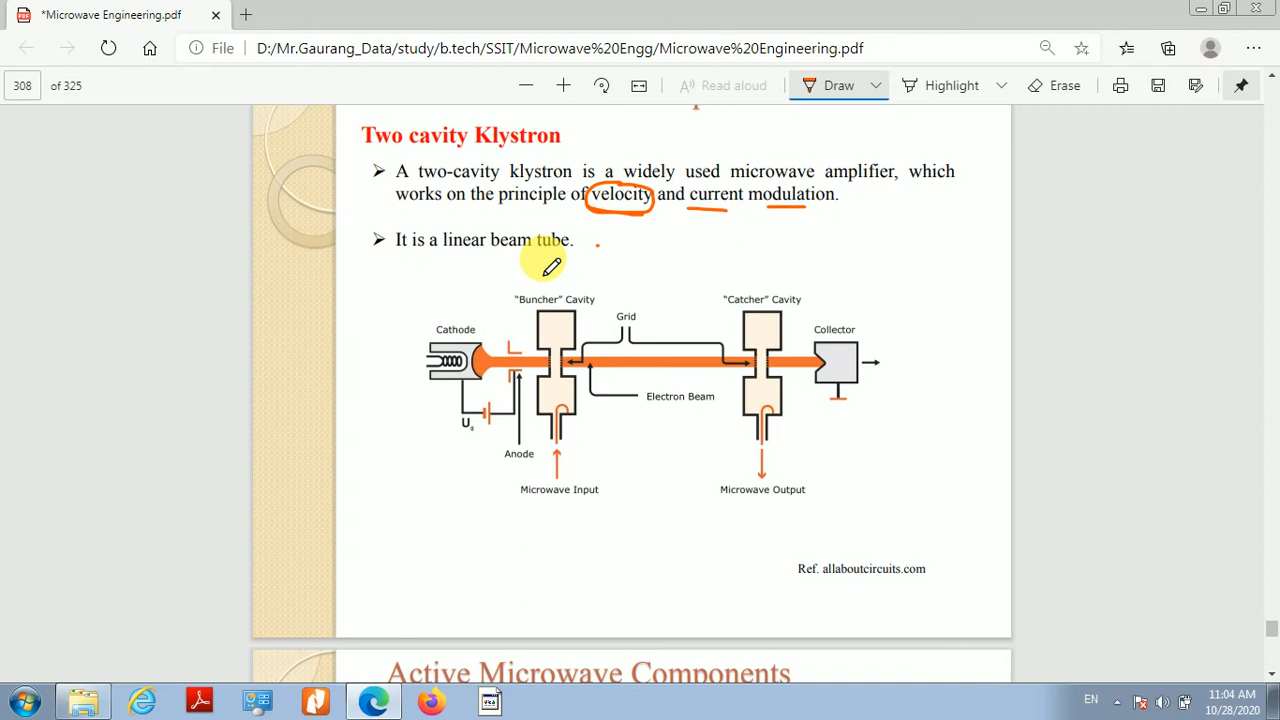 *Microwave Engineering.pdf
File D:/Mr.Gaurang_Data/study/b.tech/SSIT/Microwave%20Engg/Microwave%20Engineering.pdf
308 of 325 Read aloud Draw Highlight Erase
Two cavity Klystron
A two-cavity klystron is a widely used microwave amplifier, which
works on the principle of velocity and current modulation.
It is a linear beam tube.
"Buncher" Cavity "Catcher" Cavity
Grid
Cathode Collector
Electron Beam
U
Anode
Microwave Input Microwave Output
Ref. allaboutcircuits.com
Active Microwave Components
EN 11:04 AM
10/28/2020